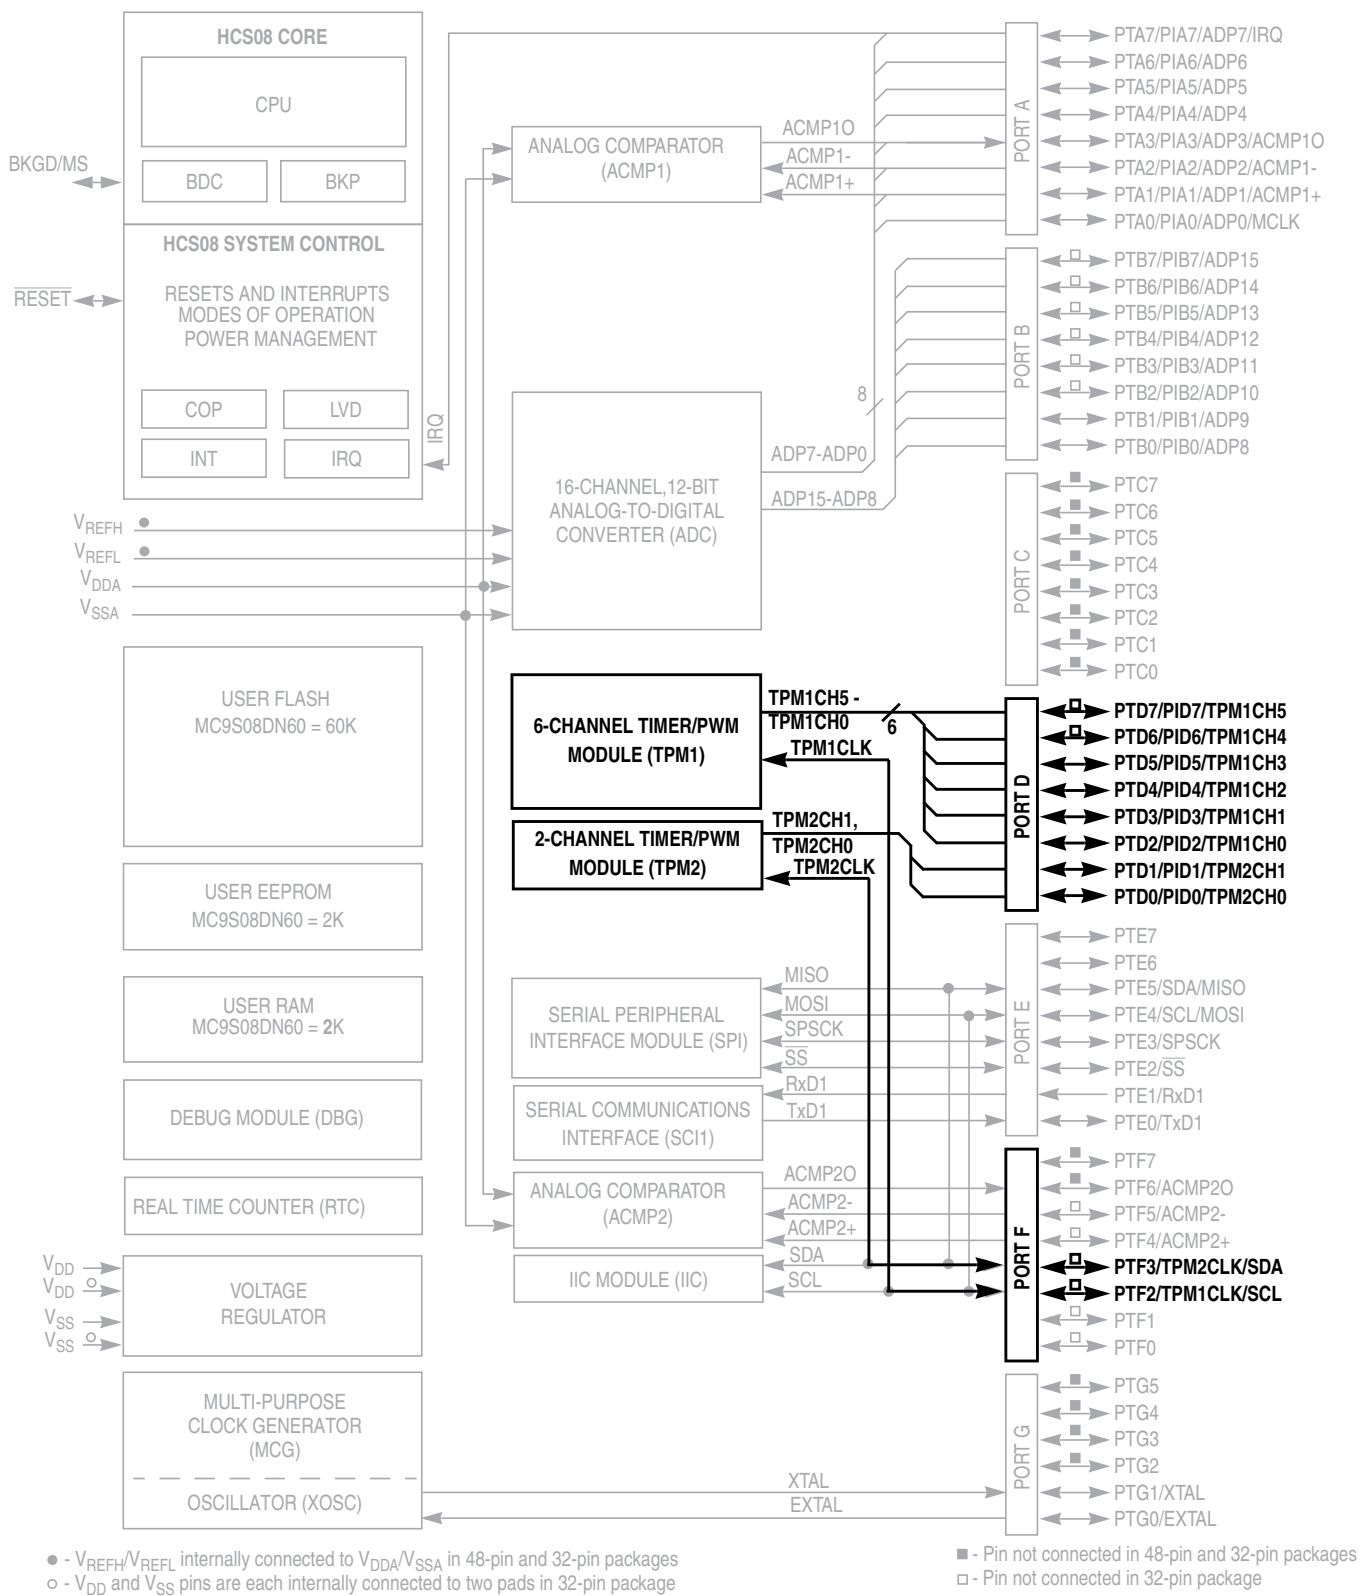 HCS08 CORE
CPU
BDC
BKP
BKGD/MS
HCS08 SYSTEM CONTROL
RESETS AND INTERRUPTS
MODES OF OPERATION
POWER MANAGEMENT
COP
LVD
INT
IRQ
RESET
IRQ
VREFH
VREFL
VDDA
VSSA
USER FLASH
MC9S08DN60 = 60K
USER EEPROM
MC9S08DN60 = 2K
USER RAM
MC9S08DN60 = 2K
DEBUG MODULE (DBG)
REAL TIME COUNTER (RTC)
VDD
VDD
VSS
VSS
VOLTAGE
REGULATOR
MULTI-PURPOSE
CLOCK GENERATOR
(MCG)
OSCILLATOR (XOSC)
ANALOG COMPARATOR
(ACMP1)
ACMP1O
ACMP1-
ACMP1+
16-CHANNEL,12-BIT
ANALOG-TO-DIGITAL
CONVERTER (ADC)
8
ADP7-ADP0
ADP15-ADP8
6-CHANNEL TIMER/PWM
MODULE (TPM1)
TPM1CH5 -
TPM1CH0
6
TPM1CLK
2-CHANNEL TIMER/PWM
MODULE (TPM2)
TPM2CH1,
TPM2CH0
TPM2CLK
SERIAL PERIPHERAL
INTERFACE MODULE (SPI)
MISO
MOSI
SPSCK
SS
SERIAL COMMUNICATIONS
INTERFACE (SCI1)
RxD1
TxD1
ANALOG COMPARATOR
(ACMP2)
ACMP2O
ACMP2-
ACMP2+
IIC MODULE (IIC)
SDA
SCL
XTAL
EXTAL
PORT A
PTA7/PIA7/ADP7/IRQ
PTA6/PIA6/ADP6
PTA5/PIA5/ADP5
PTA4/PIA4/ADP4
PTA3/PIA3/ADP3/ACMP1O
PTA2/PIA2/ADP2/ACMP1-
PTA1/PIA1/ADP1/ACMP1+
PTA0/PIA0/ADP0/MCLK
PORT B
PTB7/PIB7/ADP15
PTB6/PIB6/ADP14
PTB5/PIB5/ADP13
PTB4/PIB4/ADP12
PTB3/PIB3/ADP11
PTB2/PIB2/ADP10
PTB1/PIB1/ADP9
PTB0/PIB0/ADP8
PORT C
PTC7
PTC6
PTC5
PTC4
PTC3
PTC2
PTC1
PTC0
PORT D
PTD7/PID7/TPM1CH5
PTD6/PID6/TPM1CH4
PTD5/PID5/TPM1CH3
PTD4/PID4/TPM1CH2
PTD3/PID3/TPM1CH1
PTD2/PID2/TPM1CH0
PTD1/PID1/TPM2CH1
PTD0/PID0/TPM2CH0
PORT E
PTE7
PTE6
PTE5/SDA/MISO
PTE4/SCL/MOSI
PTE3/SPSCK
PTE2/SS
PTE1/RxD1
PTE0/TxD1
PORT F
PTF7
PTF6/ACMP2O
PTF5/ACMP2-
PTF4/ACMP2+
PTF3/TPM2CLK/SDA
PTF2/TPM1CLK/SCL
PTF1
PTF0
PORT G
PTG5
PTG4
PTG3
PTG2
PTG1/XTAL
PTG0/EXTAL
● - VREFH/VREFL internally connected to VDDA/VSSA in 48-pin and 32-pin packages
○ - VDD and VSS pins are each internally connected to two pads in 32-pin package
■ - Pin not connected in 48-pin and 32-pin packages
□ - Pin not connected in 32-pin package